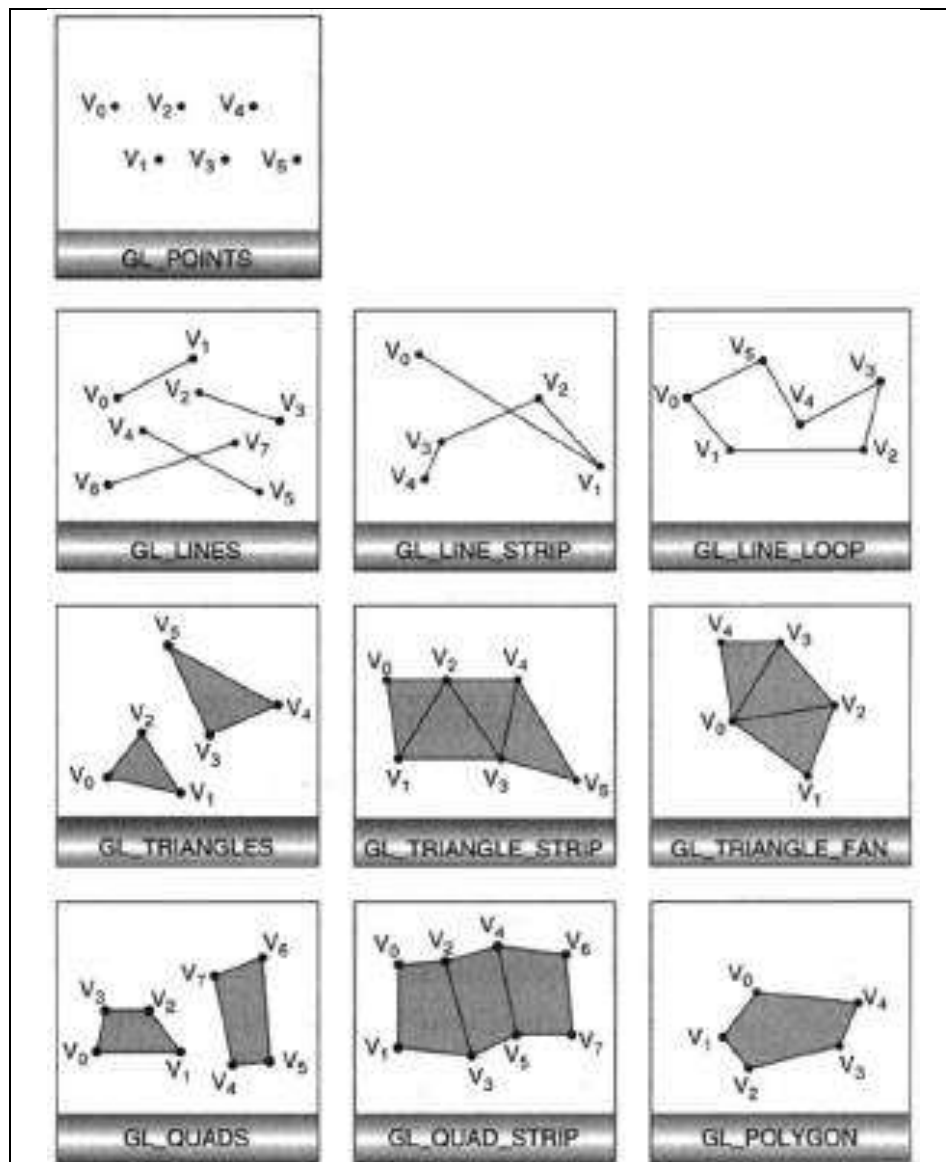 V0 V2 V4
V1 V3 V5
GL_POINTS
V1
V0 V2
V3
V4 V7
V6 V5
GL_LINES
V0
V2
V3
V4 V1
GL_LINE_STRIP
V5 V3
V0 V4
V1 V2
GL_LINE_LOOP
V5
V4
V2 V3
V0 V1
GL_TRIANGLES
V0 V2 V4
V1 V3 V5
GL_TRIANGLE_STRIP
V4 V3
V2
V0
V1
GL_TRIANGLE_FAN
V6
V7
V3 V2
V0 V1 V4 V5
GL_QUADS
V0 V2 V4 V6
V1 V3 V5 V7
GL_QUAD_STRIP
V0 V4
V1
V2 V3
GL_POLYGON